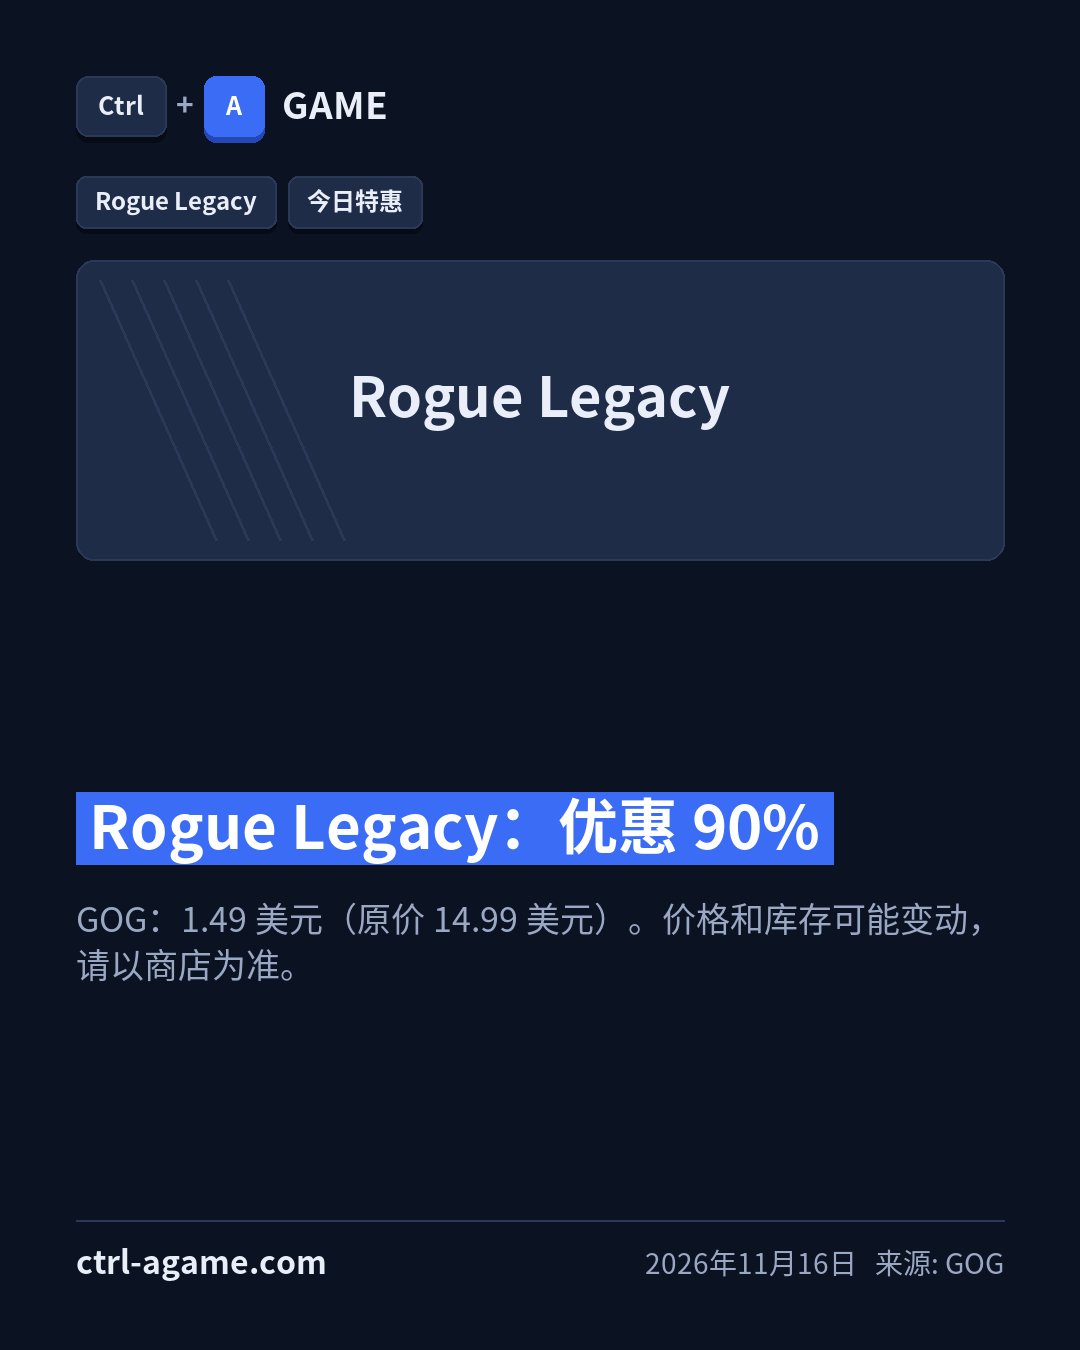 Ctrl + A GAME
Rogue Legacy 今日特惠
Rogue Legacy
Rogue Legacy：优惠 90%
GOG：1.49 美元（原价 14.99 美元）。价格和库存可能变动，
请以商店为准。
ctrl-agame.com 2026年11月16日 来源: GOG